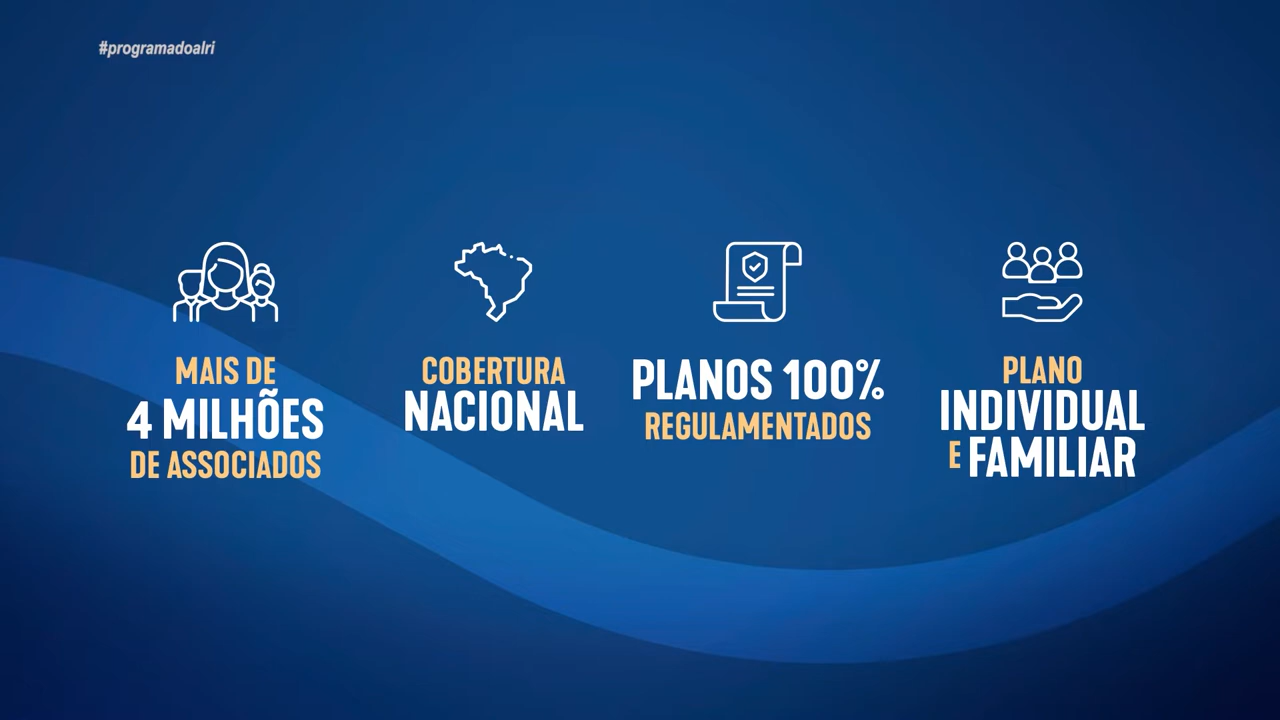 #programadoalri
MAIS DE
4 MILHÕES
DE ASSOCIADOS
COBERTURA
NACIONAL
PLANOS 100%
REGULAMENTADOS
PLANO
INDIVIDUAL
E FAMILIAR